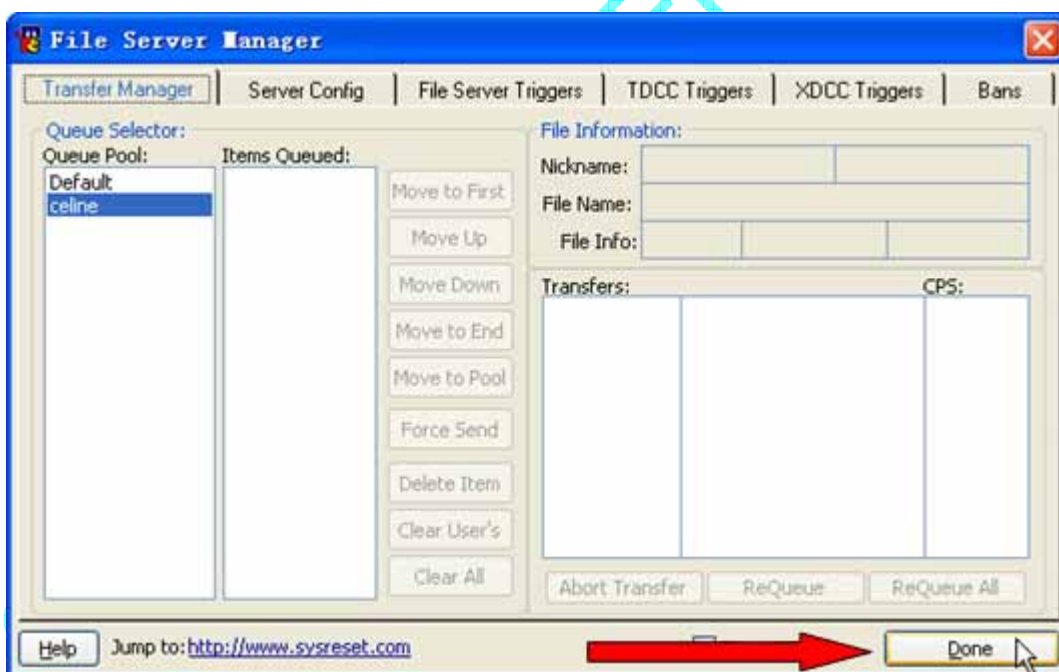 File Server Manager
Transfer Manager Server Config File Server Triggers TDCC Triggers XDCC Triggers Bans
Queue Selector:
Queue Pool: Items Queued:
Default
celine
Move to First
Move Up
Move Down
Move to End
Move to Pool
Force Send
Delete Item
Clear User's
Clear All
File Information:
Nickname:
File Name:
File Info:
Transfers: CPS:
Abort Transfer ReQueue ReQueue All
Help Jump to: http://www.sysreset.com Done